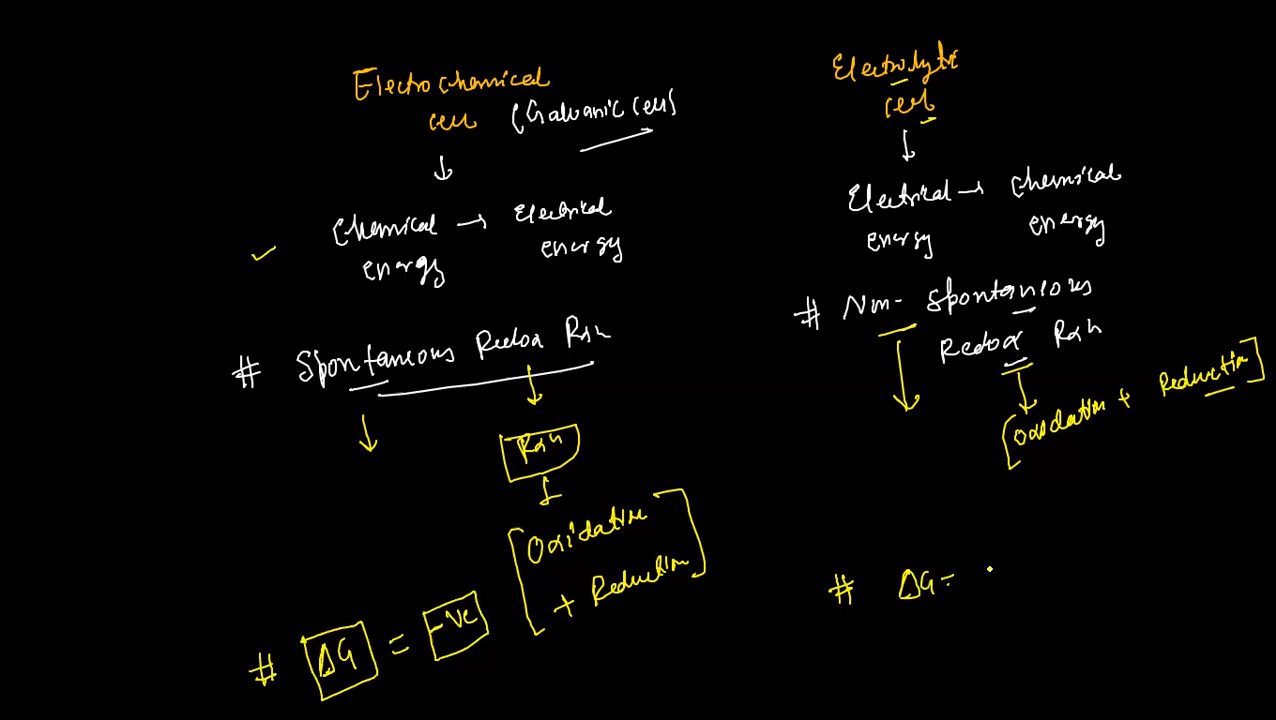 Electrochemical
cell (Galvanic cell)
↓
Chemical → Electrical
energy energy
# Spontaneous Redox Rxn
Rxn
[Oxidation
+ Reduction]
# ΔG = -ve
Electrolytic
cell
↓
Electrical → Chemical
energy energy
# Non- Spontaneous
Redox Rxn
[Oxidation + Reduction]
# ΔG =